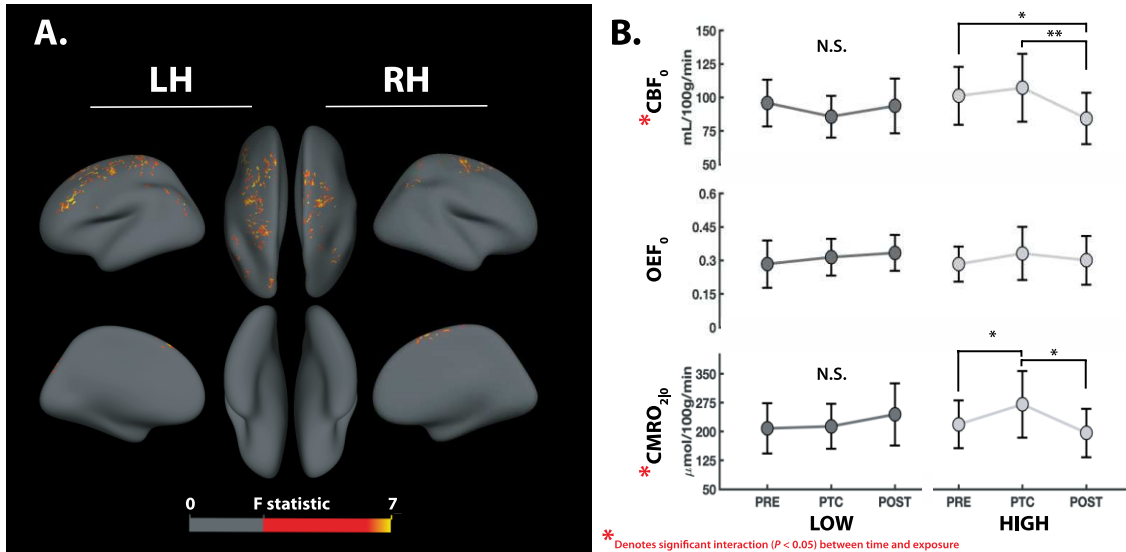 A.
LH
RH
0
F statistic
7
B.
*CBF₀
mL/100g/min
150
125
100
75
50
N.S.
*
**
OEF₀
0.6
0.45
0.3
0.15
0
*CMRO₂|₀
μmol/100g/min
350
275
200
125
50
N.S.
*
*
PRE PTC POST PRE PTC POST
LOW HIGH
*Denotes significant interaction (P < 0.05) between time and exposure